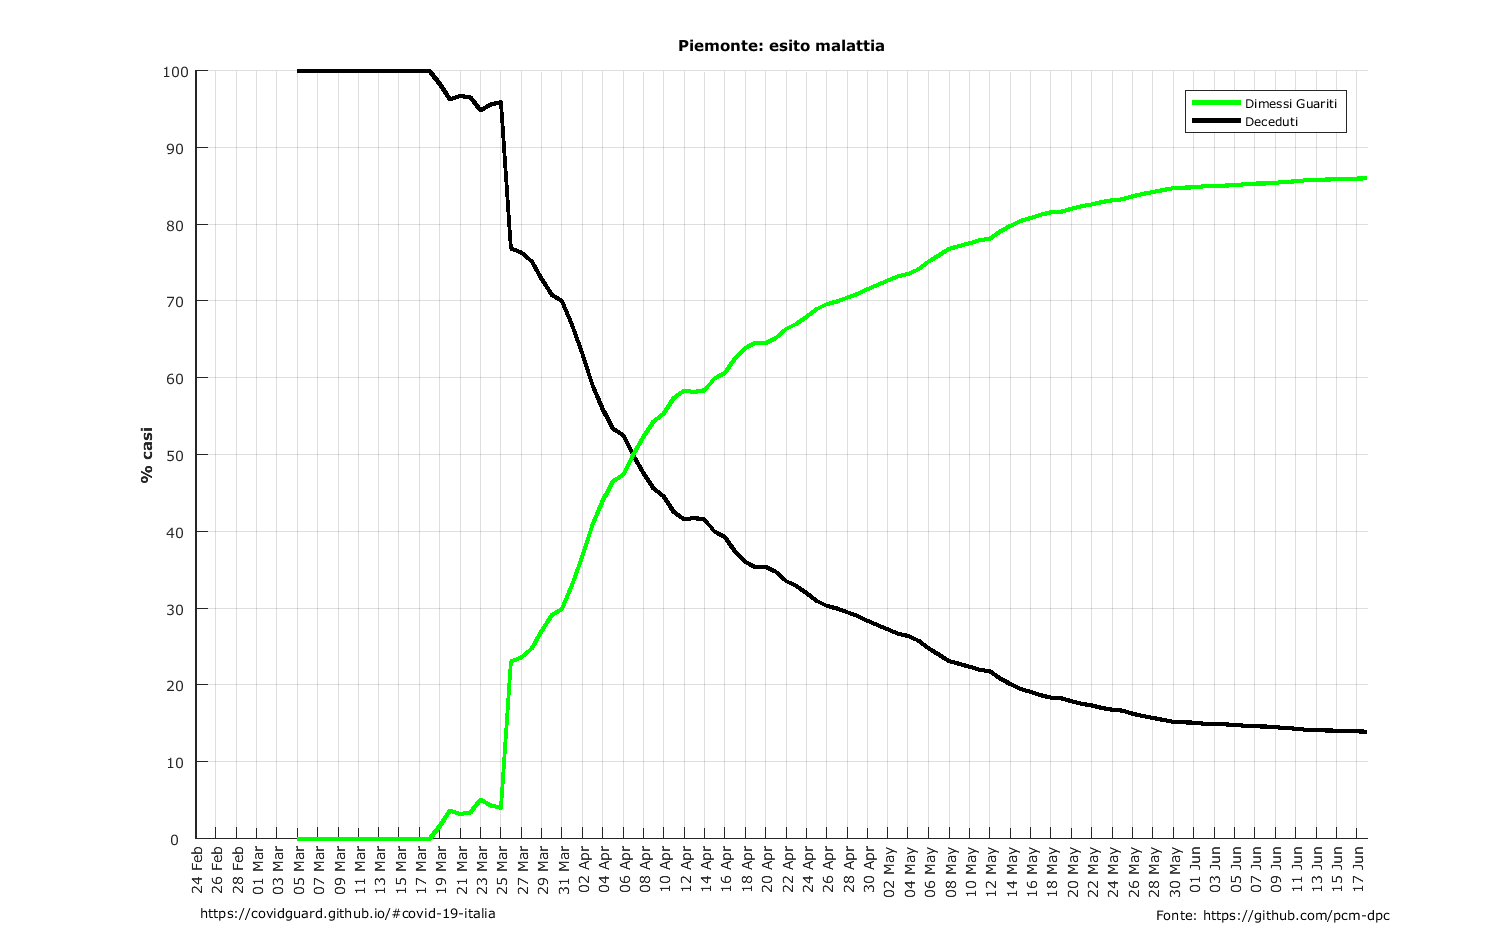 Piemonte: esito malattia
Dimessi Guariti
Deceduti
% casi
100
90
80
70
60
50
40
30
20
10
0
24 Feb
26 Feb
28 Feb
01 Mar
03 Mar
05 Mar
07 Mar
09 Mar
11 Mar
13 Mar
15 Mar
17 Mar
19 Mar
21 Mar
23 Mar
25 Mar
27 Mar
29 Mar
31 Mar
02 Apr
04 Apr
06 Apr
08 Apr
10 Apr
12 Apr
14 Apr
16 Apr
18 Apr
20 Apr
22 Apr
24 Apr
26 Apr
28 Apr
30 Apr
02 May
04 May
06 May
08 May
10 May
12 May
14 May
16 May
18 May
20 May
22 May
24 May
26 May
28 May
30 May
01 Jun
03 Jun
05 Jun
07 Jun
09 Jun
11 Jun
13 Jun
15 Jun
17 Jun
https://covidguard.github.io/#covid-19-italia
Fonte: https://github.com/pcm-dpc